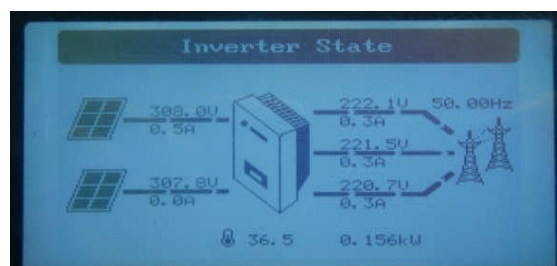 Inverter State
308.0V
0.5A
307.8V
0.0A
222.1V 50.00Hz
0.3A
221.5V
0.3A
220.7V
0.3A
36.5 0.156kW